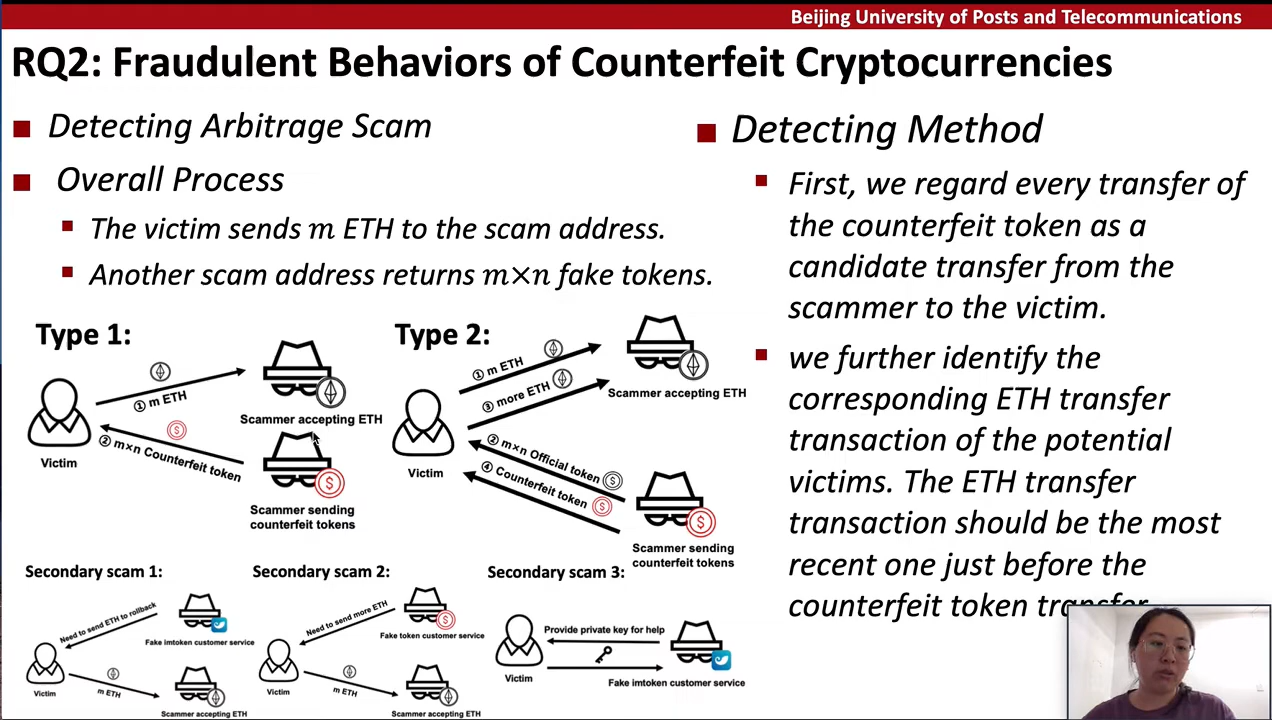 Beijing University of Posts and Telecommunications
RQ2: Fraudulent Behaviors of Counterfeit Cryptocurrencies
Detecting Arbitrage Scam
Overall Process
The victim sends m ETH to the scam address.
Another scam address returns m×n fake tokens.
Type 1:
① m ETH
Scammer accepting ETH
② m×n Counterfeit token
Victim
Scammer sending
counterfeit tokens
Type 2:
① m ETH
③ more ETH
Scammer accepting ETH
② m×n Official token
④ Counterfeit token
Victim
Scammer sending
counterfeit tokens
Secondary scam 1:
Need to send ETH to rollback
Fake imtoken customer service
Victim
m ETH
Scammer accepting ETH
Secondary scam 2:
Need to send more ETH
Fake token customer service
Victim
m ETH
Scammer accepting ETH
Secondary scam 3:
Provide private key for help
Victim
Fake imtoken customer service
Detecting Method
First, we regard every transfer of
the counterfeit token as a
candidate transfer from the
scammer to the victim.
we further identify the
corresponding ETH transfer
transaction of the potential
victims. The ETH transfer
transaction should be the most
recent one just before the
counterfeit token transfer